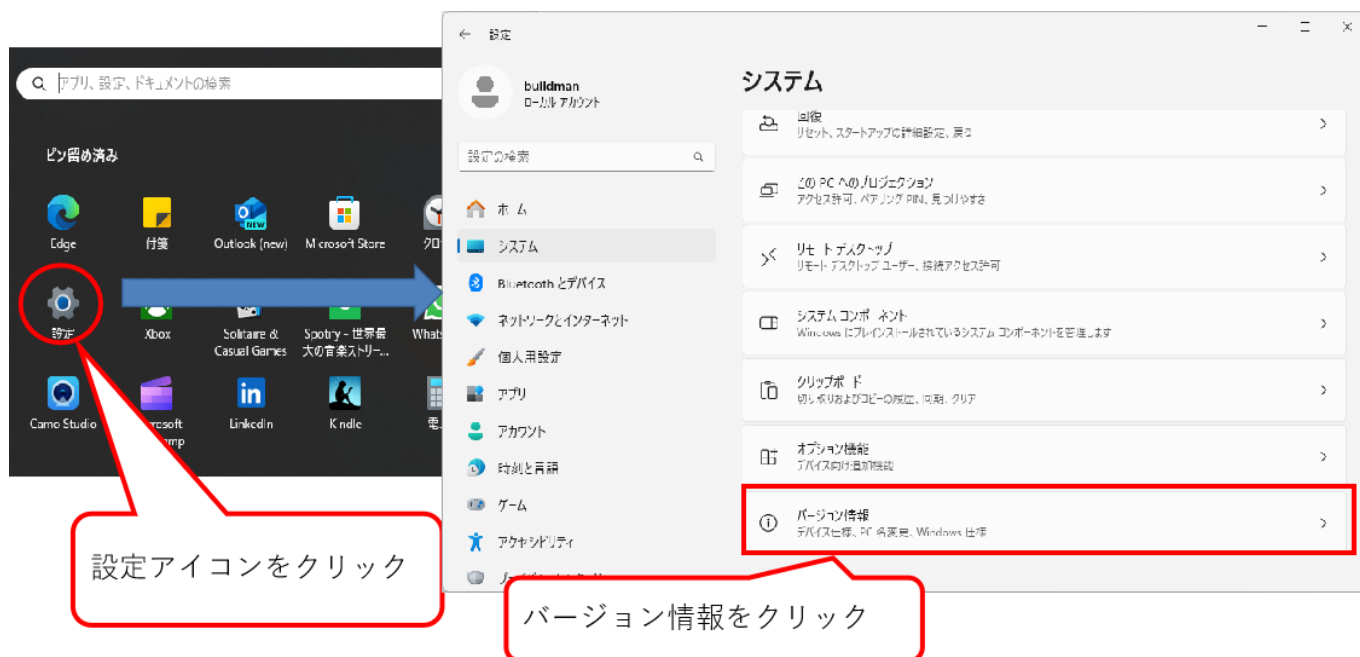 アプリ、設定、ドキュメントの検索
ピン留め済み
Edge
付箋
Outlook (new)
Microsoft Store
設定
Xbox
Solitaire &
Casual Games
Spotify - 世界最
大の音楽ストリー...
Whats
Camo Studio
LinkedIn
Kindle
電
設定アイコンをクリック
設定
buildman
ローカル アカウント
設定の検索
ホーム
システム
Bluetooth とデバイス
ネットワークとインターネット
個人用設定
アプリ
アカウント
時刻と言語
ゲーム
アクセシビリティ
システム
回復
リセット、スタートアップの詳細設定、戻る
この PC へのプロジェクション
アクセス許可、ペアリング PIN、見つけやすさ
リモート デスクトップ
リモート デスクトップ ユーザー、接続アクセス許可
システム コンポーネント
Windows にプレインストールされているシステム コンポーネントを管理します
クリップボード
切り取りおよびコピーの履歴、同期、クリア
オプション機能
デバイス向け追加機能
バージョン情報
デバイス仕様、PC 名変更、Windows 仕様
バージョン情報をクリック